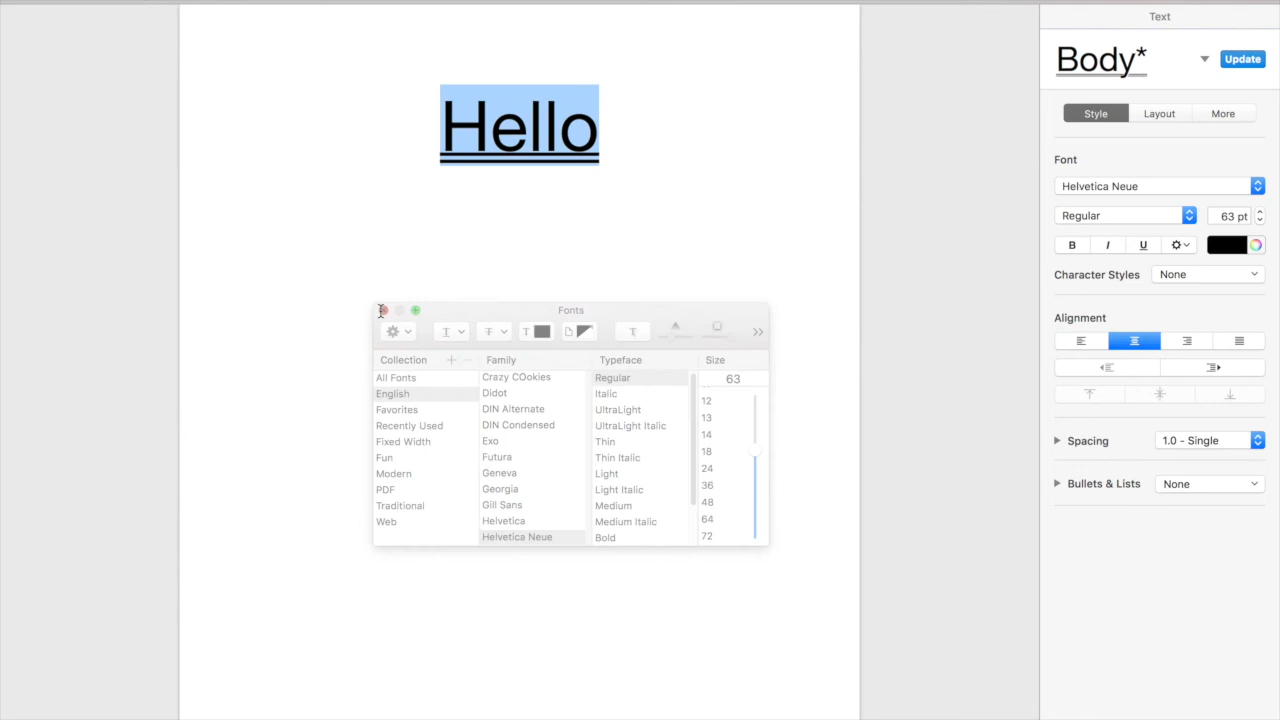 Text
Body*
Update
Hello
Style Layout More
Font
Helvetica Neue
Regular 63 pt
B I U
Character Styles None
Fonts
T T T T
Alignment
Collection + − Family Typeface Size
All Fonts Crazy COokies Regular 63
English Didot Italic 12
Favorites DIN Alternate UltraLight 13
Recently Used DIN Condensed UltraLight Italic 14
Fixed Width Exo Thin 18
Fun Futura Thin Italic 24
Modern Geneva Light 36
PDF Georgia Light Italic 48
Traditional Gill Sans Medium 64
Web Helvetica Medium Italic 72
Helvetica Neue Bold
Spacing 1.0 - Single
Bullets & Lists None